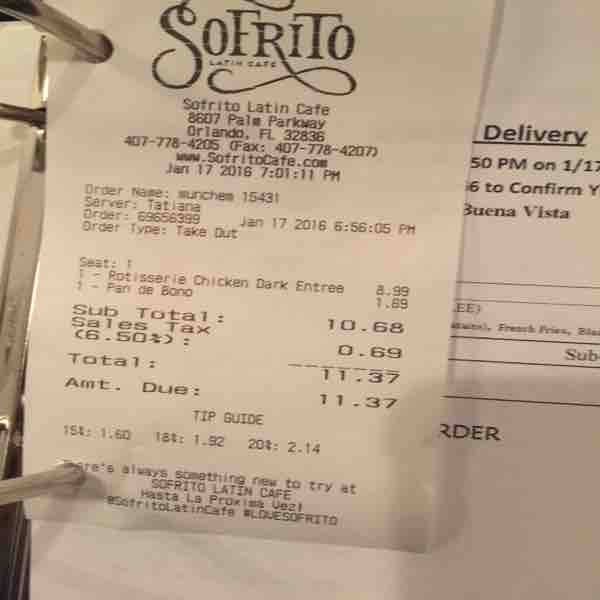 SOFRITO
LATIN CAFE
Sofrito Latin Cafe
8607 Palm Parkway
Orlando, FL 32836
407-778-4205 (Fax: 407-778-4207)
www.SofritoCafe.com
Jan 17 2016 7:01:11 PM
Order Name: munchem 15431
Server: Tatiana
Order: 69656399 Jan 17 2016 6:56:05 PM
Order Type: Take Out
Seat: 1
1 - Rotisserie Chicken Dark Entree 8.99
1 - Pan de Bono 1.69
Sub Total: 10.68
Sales Tax
(6.50%): 0.69
Total: 11.37
Amt. Due: 11.37
TIP GUIDE
15%: 1.60 18%: 1.92 20%: 2.14
There's always something new to try at
SOFRITO LATIN CAFE
Hasta La Proxima Vez!
@SofritoLatinCafe #LOVESOFRITO
Delivery
50 PM on 1/17
6 to Confirm Y
Buena Vista
EE)
French Fries, Bla
Sub-
RDER